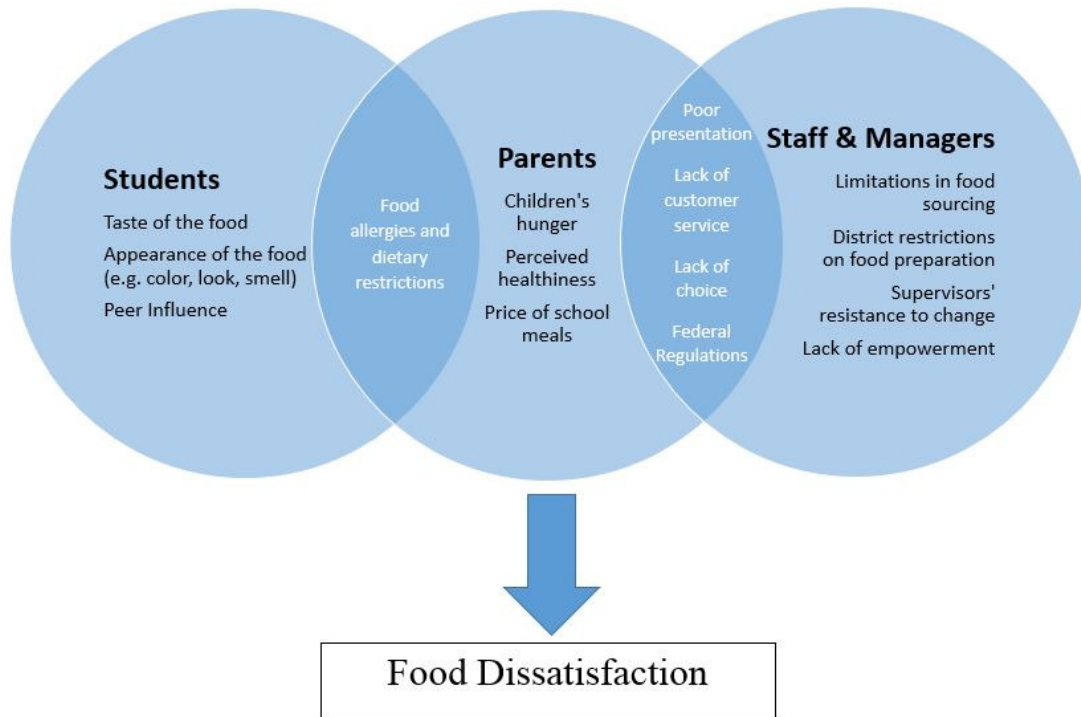 Students
Taste of the food
Appearance of the food
(e.g. color, look, smell)
Peer Influence
Food
allergies and
dietary
restrictions
Parents
Children's
hunger
Perceived
healthiness
Price of school
meals
Poor
presentation
Lack of
customer
service
Lack of
choice
Federal
Regulations
Staff & Managers
Limitations in food
sourcing
District restrictions
on food preparation
Supervisors'
resistance to change
Lack of empowerment
Food Dissatisfaction